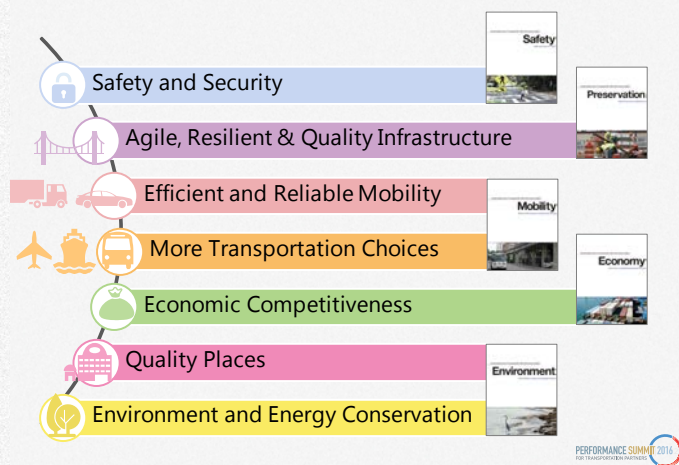 Safety
Safety and Security
Preservation
Agile, Resilient & Quality Infrastructure
Efficient and Reliable Mobility
Mobility
More Transportation Choices
Economy
Economic Competitiveness
Quality Places
Environment
Environment and Energy Conservation
PERFORMANCE SUMMIT 2016
FOR TRANSPORTATION PARTNERS